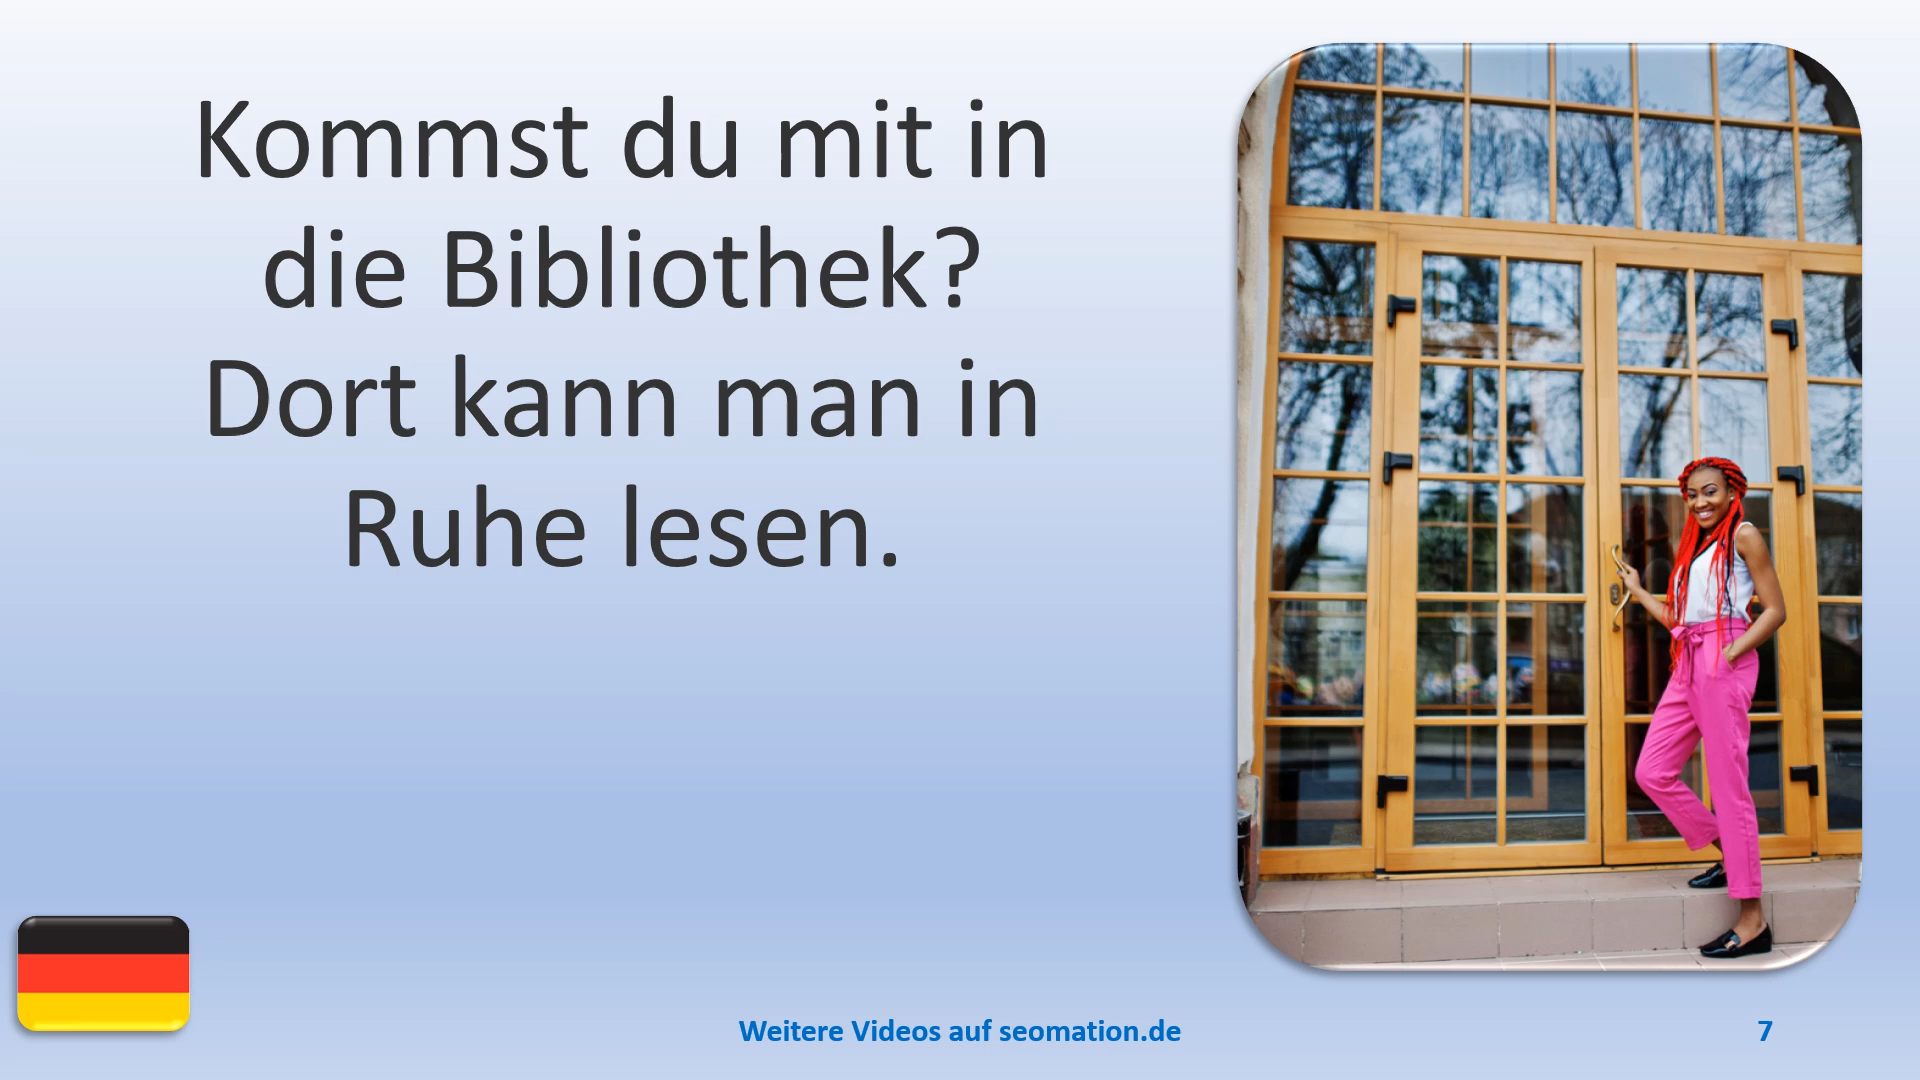 Kommst du mit in
die Bibliothek?
Dort kann man in
Ruhe lesen.
Weitere Videos auf seomation.de
7